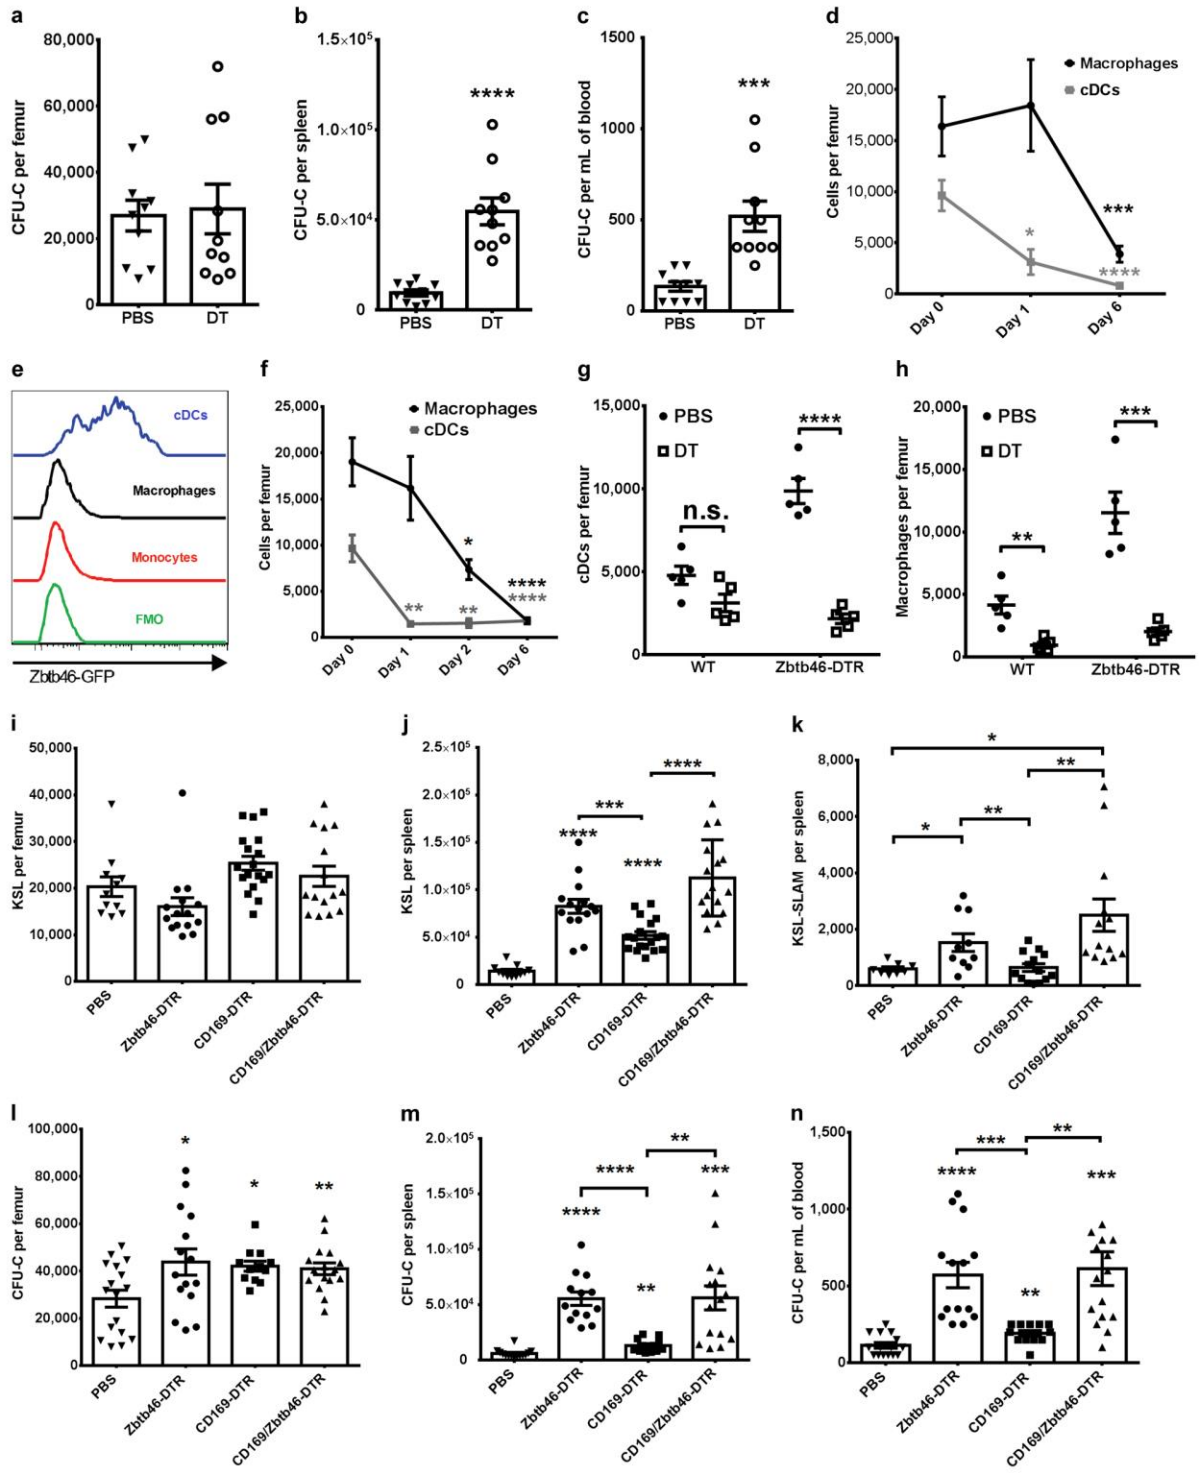 a
80,000
60,000
40,000
20,000
0
CFU-C per femur
PBS
DT
b
1.5×10⁵
1.0×10⁵
5.0×10⁴
0
CFU-C per spleen
****
PBS
DT
c
1500
1000
500
0
CFU-C per mL of blood
***
PBS
DT
d
25,000
20,000
15,000
10,000
5,000
0
Cells per femur
Macrophages
cDCs
*
***
****
Day 0
Day 1
Day 6
e
cDCs
Macrophages
Monocytes
FMO
Zbtb46-GFP
f
25,000
20,000
15,000
10,000
5,000
0
Cells per femur
Macrophages
cDCs
*
**
**
****
****
Day 0
Day 1
Day 2
Day 6
g
15,000
10,000
5,000
0
cDCs per femur
PBS
DT
n.s.
****
WT
Zbtb46-DTR
h
20,000
15,000
10,000
5,000
0
Macrophages per femur
PBS
DT
**
***
WT
Zbtb46-DTR
i
50,000
40,000
30,000
20,000
10,000
0
KSL per femur
PBS
Zbtb46-DTR
CD169-DTR
CD169/Zbtb46-DTR
j
2.5×10⁵
2.0×10⁵
1.5×10⁵
1.0×10⁵
5.0×10⁴
0
KSL per spleen
****
***
****
****
PBS
Zbtb46-DTR
CD169-DTR
CD169/Zbtb46-DTR
k
8,000
6,000
4,000
2,000
0
KSL-SLAM per spleen
*
**
*
**
PBS
Zbtb46-DTR
CD169-DTR
CD169/Zbtb46-DTR
l
100,000
80,000
60,000
40,000
20,000
0
CFU-C per femur
*
*
**
PBS
Zbtb46-DTR
CD169-DTR
CD169/Zbtb46-DTR
m
2.0×10⁵
1.5×10⁵
1.0×10⁵
5.0×10⁴
0
CFU-C per spleen
**
****
***
****
**
PBS
Zbtb46-DTR
CD169-DTR
CD169/Zbtb46-DTR
n
1,500
1,000
500
0
CFU-C per mL of blood
***
**
****
***
**
PBS
Zbtb46-DTR
CD169-DTR
CD169/Zbtb46-DTR